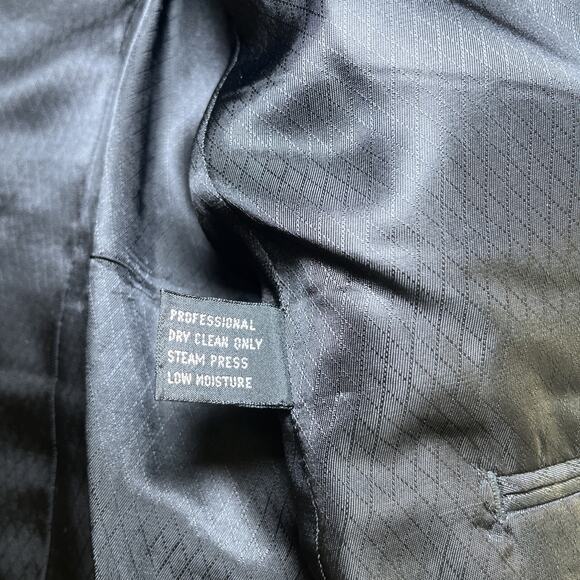 PROFESSIONAL
DRY CLEAN ONLY
STEAM PRESS
LOW MOISTURE